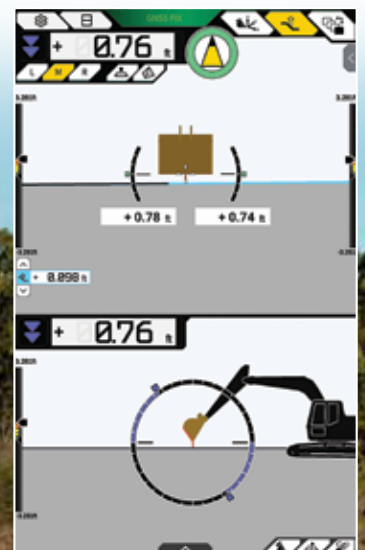 GNSS FIX
+ 0.76 ft
L M R
+0.78 ft +0.74 ft
+ 0.098 ft
+ 0.76 ft